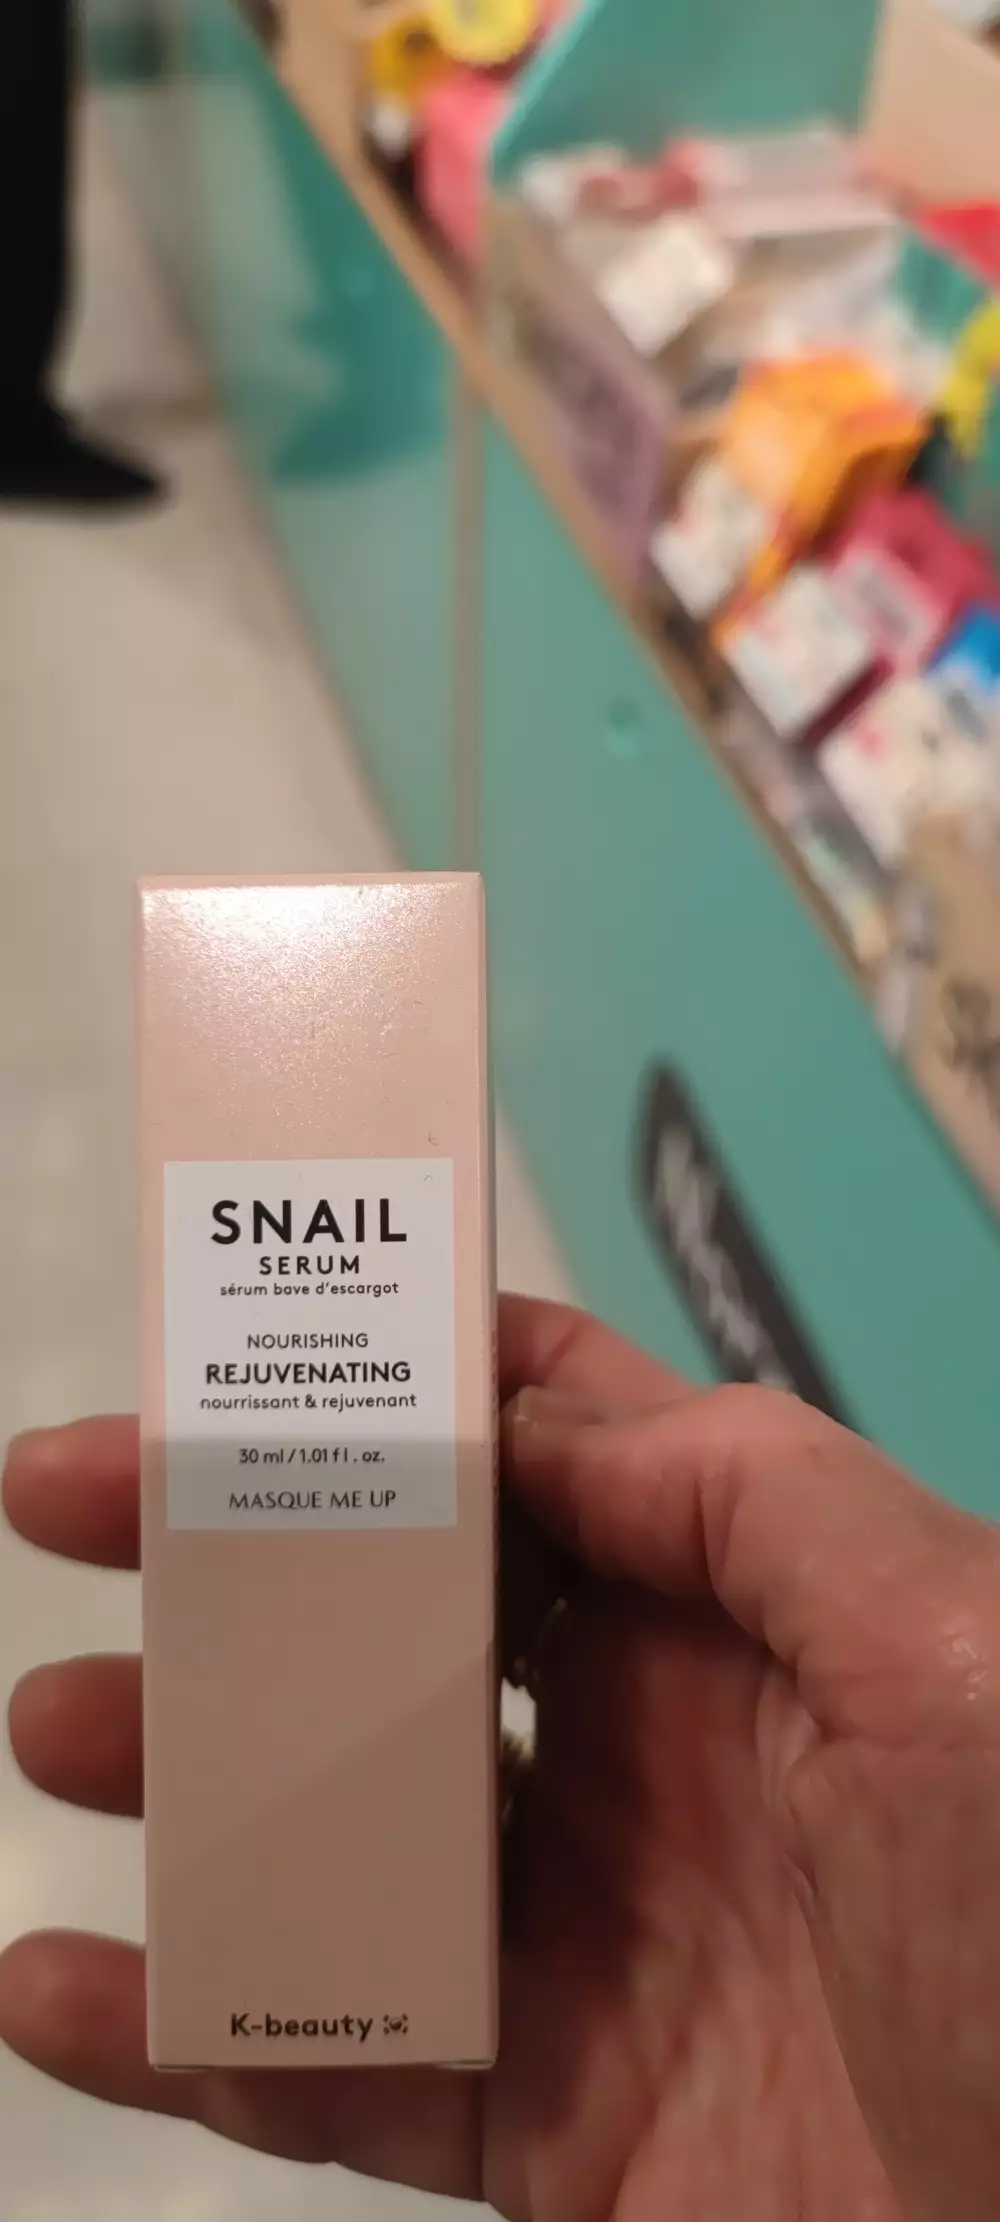 SNAIL
SERUM
sérum bave d'escargot
NOURISHING
REJUVENATING
nourrissant & rejuvenant
30 ml / 1.01 fl . oz.
MASQUE ME UP
K-beauty